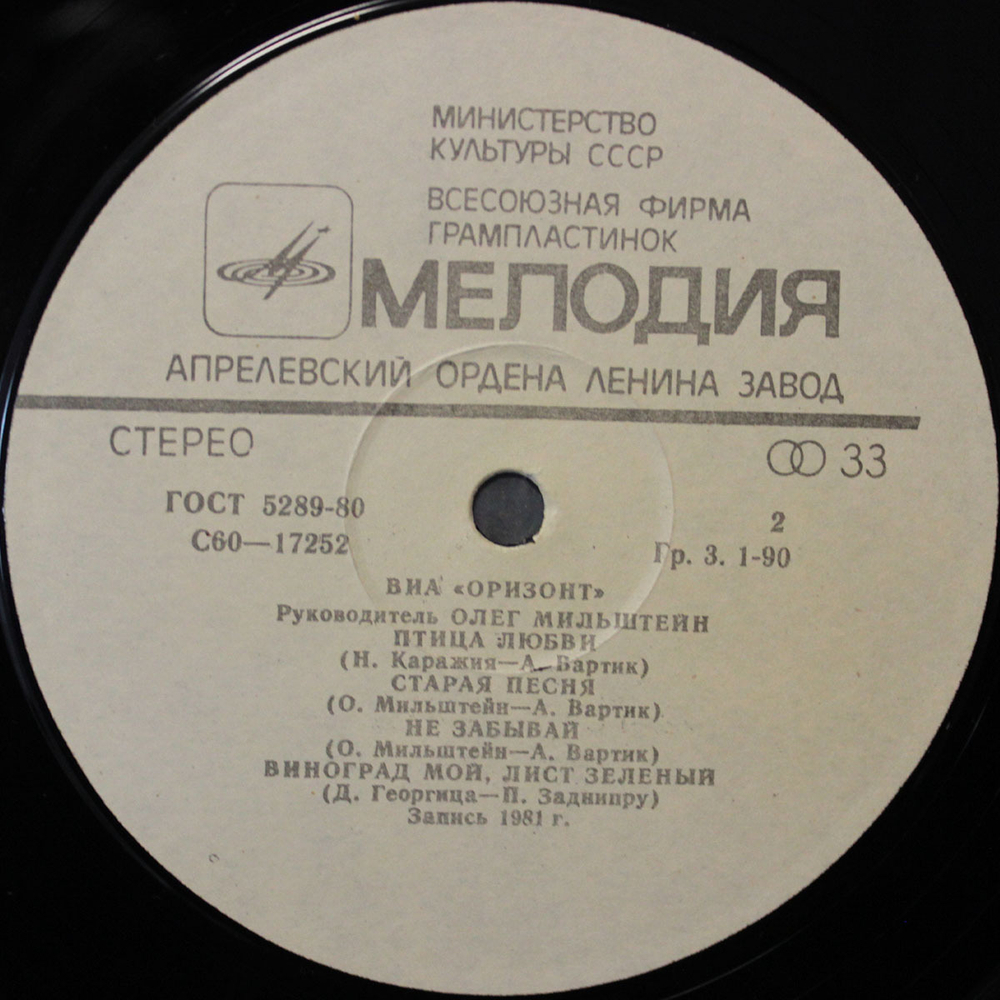 МИНИСТЕРСТВО
КУЛЬТУРЫ СССР
ВСЕСОЮЗНАЯ ФИРМА
ГРАМПЛАСТИНОК
МЕЛОДИЯ
АПРЕЛЕВСКИЙ ОРДЕНА ЛЕНИНА ЗАВОД
СТЕРЕО
33
ГОСТ 5289-80
С60—17252
2
Гр. 3. 1-90
ВИА «ОРИЗОНТ»
Руководитель ОЛЕГ МИЛЬШТЕЙН
ПТИЦА ЛЮБВИ
(Н. Каражия—А. Вартик)
СТАРАЯ ПЕСНЯ
(О. Мильштейн—А. Вартик)
НЕ ЗАБЫВАЙ
(О. Мильштейн—А. Вартик)
ВИНОГРАД МОЙ, ЛИСТ ЗЕЛЕНЫЙ
(Д. Георгица—П. Заднипру)
Запись 1981 г.